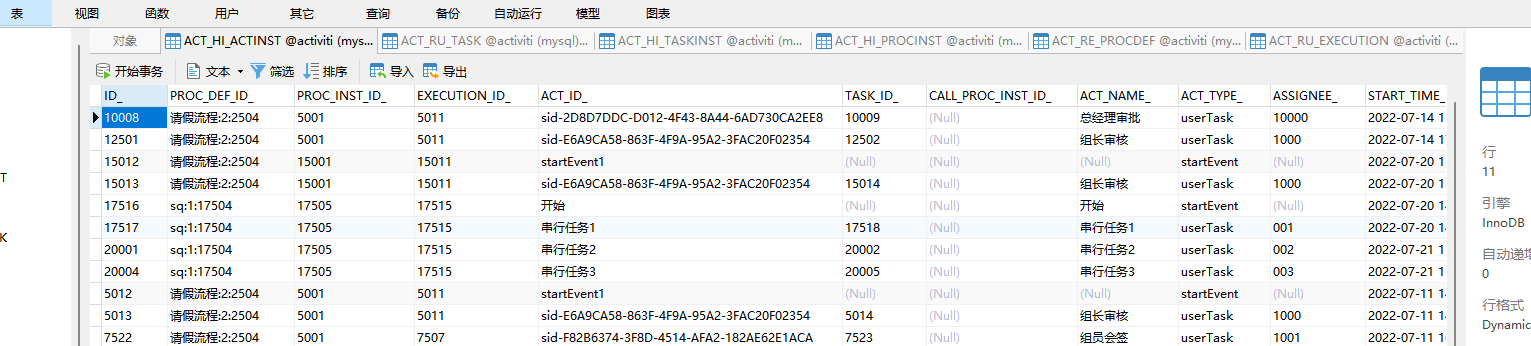 表 视图 函数 用户 其它 查询 备份 自动运行 模型 图表
对象 ACT_HI_ACTINST @activiti (mys... ACT_RU_TASK @activiti (mysql)... ACT_HI_TASKINST @activiti (m... ACT_HI_PROCINST @activiti (m... ACT_RE_PROCDEF @activiti (my... ACT_RU_EXECUTION @activiti (...
开始事务 文本 筛选 排序 导入 导出
ID_ PROC_DEF_ID_ PROC_INST_ID_ EXECUTION_ID_ ACT_ID_ TASK_ID_ CALL_PROC_INST_ID_ ACT_NAME_ ACT_TYPE_ ASSIGNEE_ START_TIME_
10008 请假流程:2:2504 5001 5011 sid-2D8D7DDC-D012-4F43-8A44-6AD730CA2EE8 10009 (Null) 总经理审批 userTask 10000 2022-07-14 1
12501 请假流程:2:2504 5001 5011 sid-E6A9CA58-863F-4F9A-95A2-3FAC20F02354 12502 (Null) 组长审核 userTask 1000 2022-07-14 1
15012 请假流程:2:2504 15001 15011 startEvent1 (Null) (Null) (Null) startEvent (Null) 2022-07-20 1
15013 请假流程:2:2504 15001 15011 sid-E6A9CA58-863F-4F9A-95A2-3FAC20F02354 15014 (Null) 组长审核 userTask 1000 2022-07-20 1
17516 sq:1:17504 17505 17515 开始 (Null) (Null) 开始 startEvent (Null) 2022-07-20 1
17517 sq:1:17504 17505 17515 串行任务1 17518 (Null) 串行任务1 userTask 001 2022-07-20 1
20001 sq:1:17504 17505 17515 串行任务2 20002 (Null) 串行任务2 userTask 002 2022-07-21 1
20004 sq:1:17504 17505 17515 串行任务3 20005 (Null) 串行任务3 userTask 003 2022-07-21 1
5012 请假流程:2:2504 5001 5011 startEvent1 (Null) (Null) (Null) startEvent (Null) 2022-07-11 1
5013 请假流程:2:2504 5001 5011 sid-E6A9CA58-863F-4F9A-95A2-3FAC20F02354 5014 (Null) 组长审核 userTask 1000 2022-07-11 1
7522 请假流程:2:2504 5001 7507 sid-F82B6374-3F8D-4514-AFA2-182AE62E1ACA 7523 (Null) 组员会签 userTask 1001 2022-07-11 1
T
K
行
11
引擎
InnoDB
自动递增
0
行格式
Dynamic